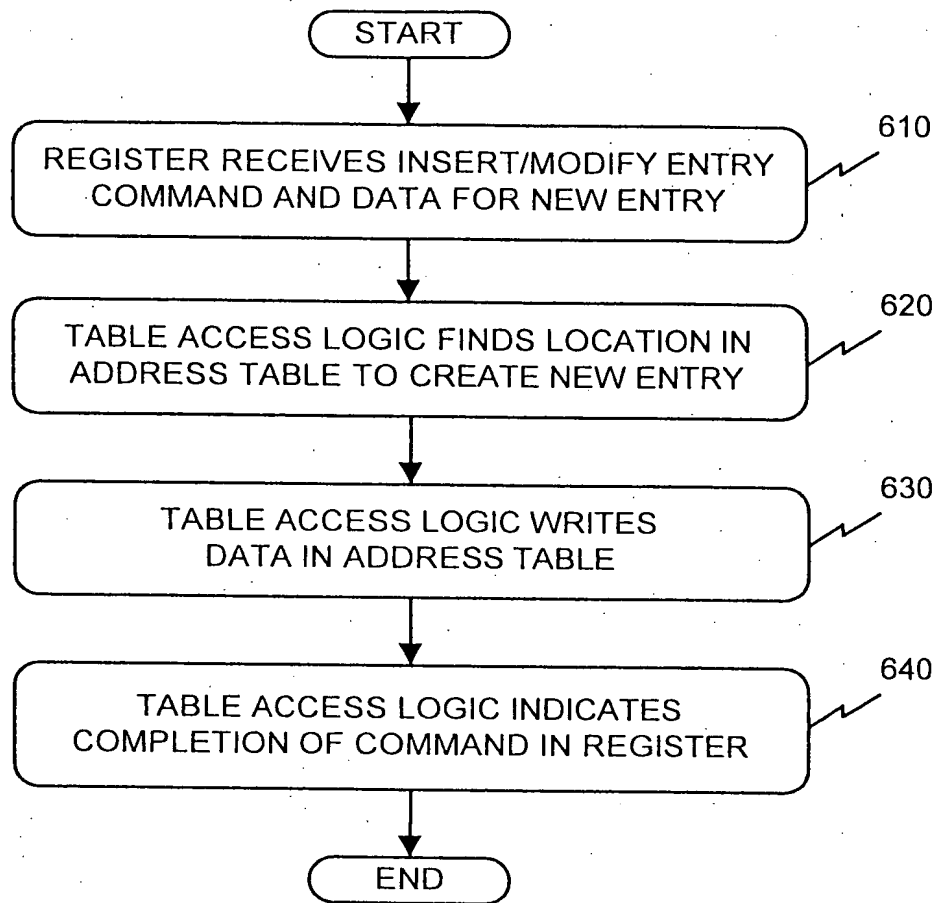 START
610
REGISTER RECEIVES INSERT/MODIFY ENTRY
COMMAND AND DATA FOR NEW ENTRY
620
TABLE ACCESS LOGIC FINDS LOCATION IN
ADDRESS TABLE TO CREATE NEW ENTRY
630
TABLE ACCESS LOGIC WRITES
DATA IN ADDRESS TABLE
640
TABLE ACCESS LOGIC INDICATES
COMPLETION OF COMMAND IN REGISTER
END